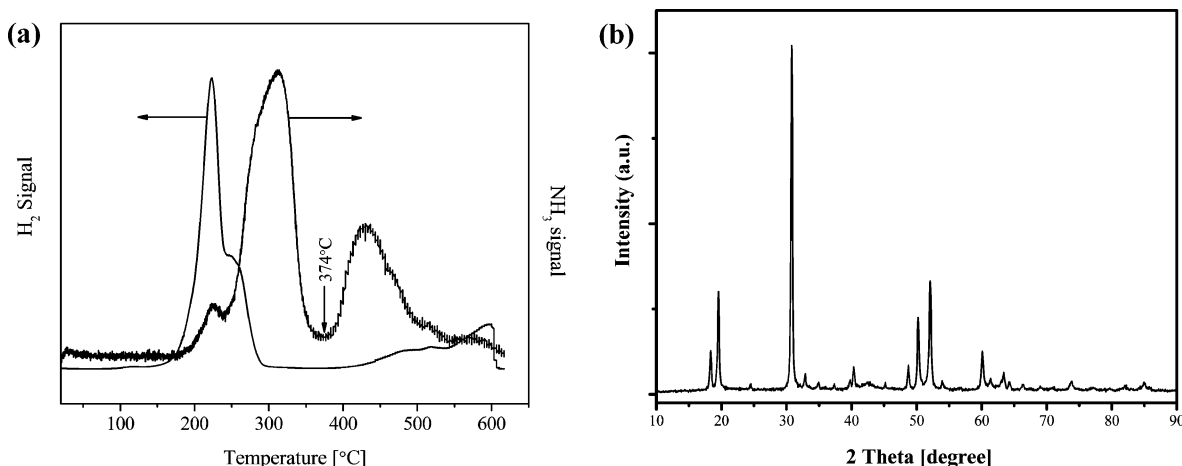 (a)
H₂ Signal
NH₃ signal
374°C
100 200 300 400 500 600
Temperature [°C]
(b)
Intensity (a.u.)
10 20 30 40 50 60 70 80 90
2 Theta [degree]